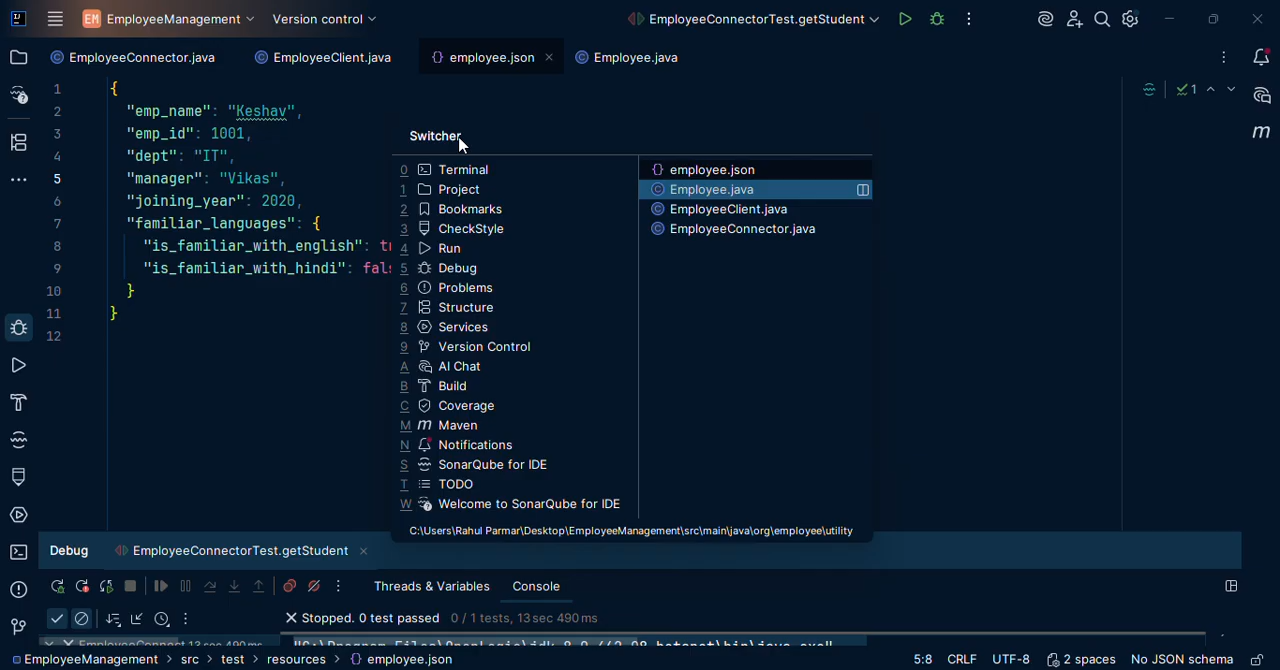 EM EmployeeManagement Version control EmployeeConnectorTest.getStudent
EmployeeConnector.java EmployeeClient.java {} employee.json Employee.java
1 {
2 "emp_name": "Keshav",
3 "emp_id": 1001,
4 "dept": "IT",
5 "manager": "Vikas",
6 "joining_year": 2020,
7 "familiar_languages": {
8 "is_familiar_with_english":
9 "is_familiar_with_hindi":
10 }
11 }
12
1
Switcher
0 Terminal
1 Project
2 Bookmarks
3 CheckStyle
4 Run
5 Debug
6 Problems
7 Structure
8 Services
9 Version Control
A AI Chat
B Build
C Coverage
M Maven
N Notifications
S SonarQube for IDE
T TODO
W Welcome to SonarQube for IDE
{} employee.json
Employee.java
EmployeeClient.java
EmployeeConnector.java
C:\Users\Rahul Parmar\Desktop\EmployeeManagement\src\main\java\org\employee\utility
Debug EmployeeConnectorTest.getStudent
Threads & Variables Console
Stopped. 0 test passed 0 / 1 tests, 13 sec 490 ms
13 sec 490 ms
EmployeeManagement > src > test > resources > {} employee.json 5:8 CRLF UTF-8 2 spaces No JSON schema